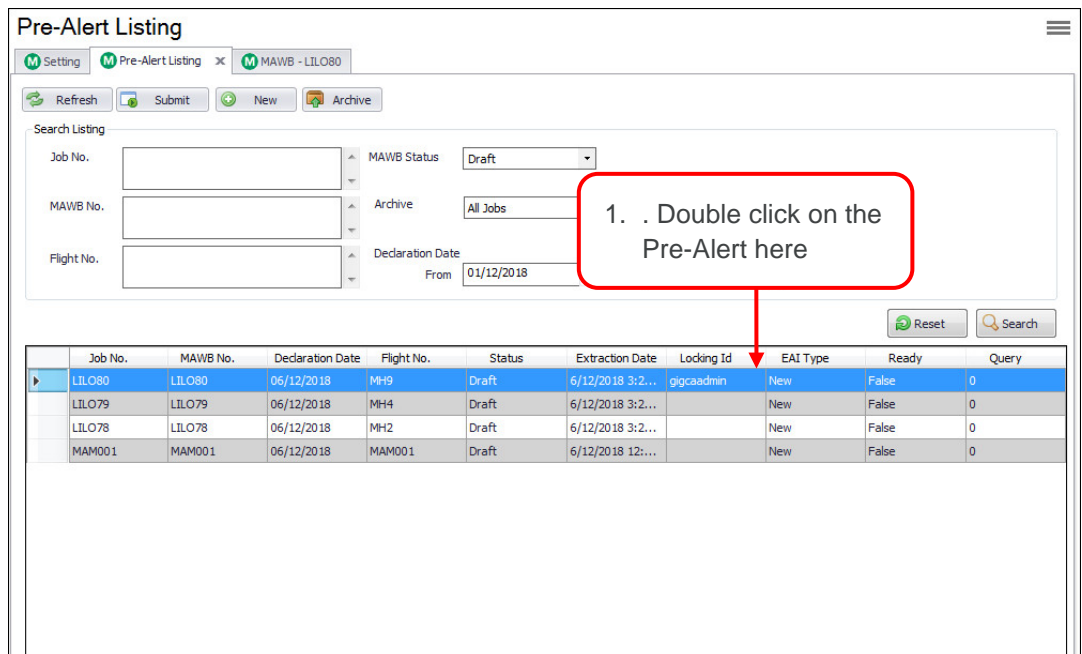 Pre-Alert Listing
Setting Pre-Alert Listing x MAWB - LILO80
Refresh Submit New Archive
Search Listing
Job No. MAWB Status Draft
MAWB No. Archive All Jobs
Flight No. Declaration Date
From 01/12/2018
1. . Double click on the
Pre-Alert here
Reset Search
Job No. MAWB No. Declaration Date Flight No. Status Extraction Date Locking Id EAI Type Ready Query
LILO80 LILO80 06/12/2018 MH9 Draft 6/12/2018 3:2... gigcaadmin New False 0
LILO79 LILO79 06/12/2018 MH4 Draft 6/12/2018 3:2... New False 0
LILO78 LILO78 06/12/2018 MH2 Draft 6/12/2018 3:2... New False 0
MAM001 MAM001 06/12/2018 MAM001 Draft 6/12/2018 12:... New False 0